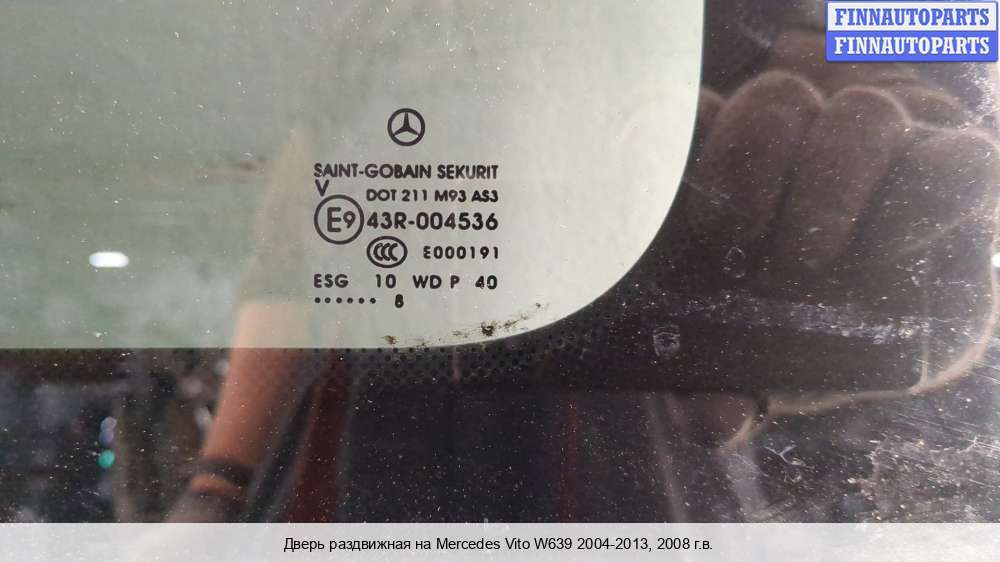 FINNAUTOPARTS
FINNAUTOPARTS
SAINT-GOBAIN SEKURIT
V
DOT 211 M93 AS3
E9 43R-004536
CCC E000191
ESG 10 WD P 40
...... 8
Дверь раздвижная на Mercedes Vito W639 2004-2013, 2008 г.в.